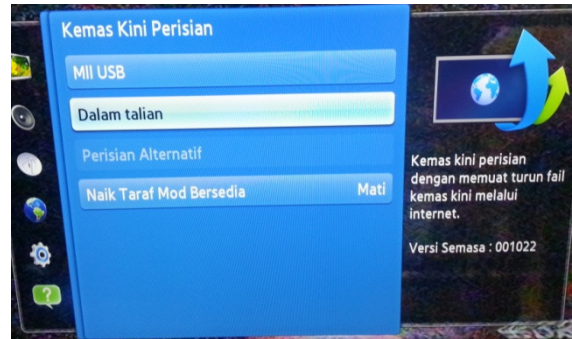 Kemas Kini Perisian
MII USB
Dalam talian
Perisian Alternatif
Naik Taraf Mod Bersedia Mati
Kemas kini perisian
dengan memuat turun fail
kemas kini melalui
internet.
Versi Semasa : 001022
?